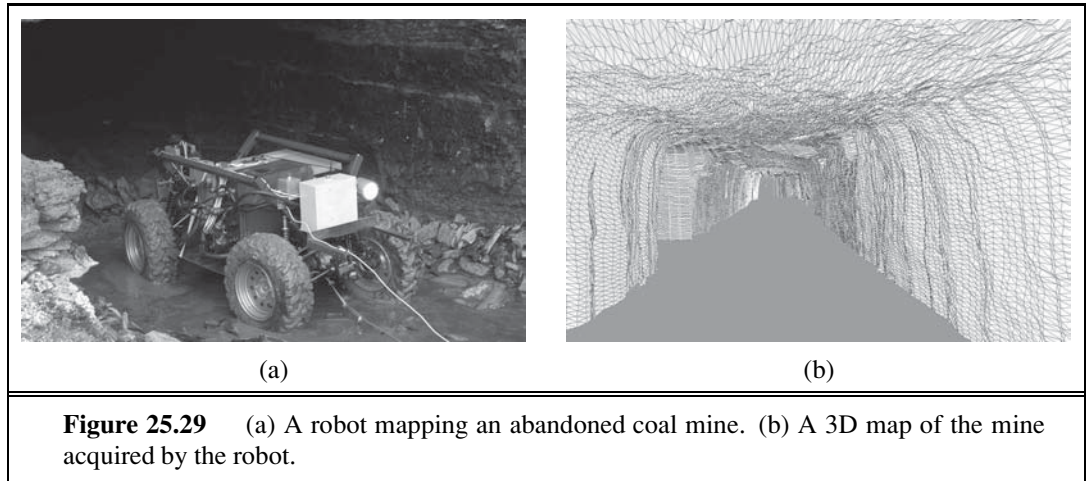 (a)
(b)
Figure 25.29 (a) A robot mapping an abandoned coal mine. (b) A 3D map of the mine
acquired by the robot.